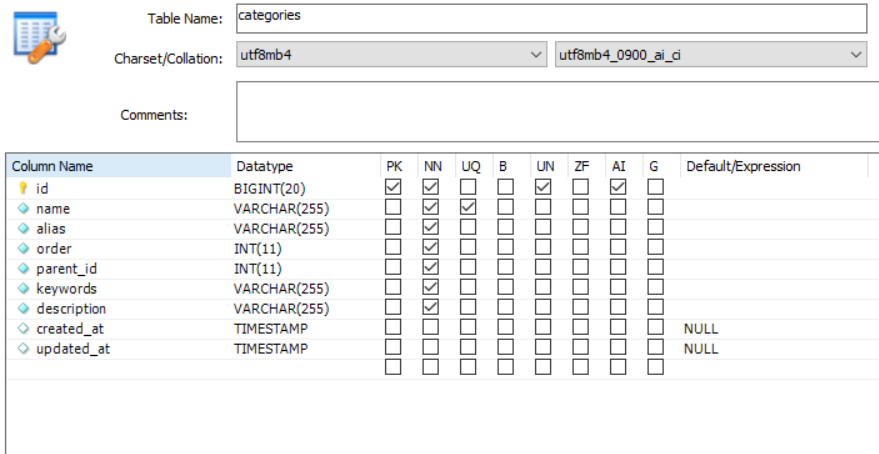 Table Name: categories
Charset/Collation: utf8mb4 utf8mb4_0900_ai_ci
Comments:
Column Name Datatype PK NN UQ B UN ZF AI G Default/Expression
id BIGINT(20)
name VARCHAR(255)
alias VARCHAR(255)
order INT(11)
parent_id INT(11)
keywords VARCHAR(255)
description VARCHAR(255)
created_at TIMESTAMP NULL
updated_at TIMESTAMP NULL